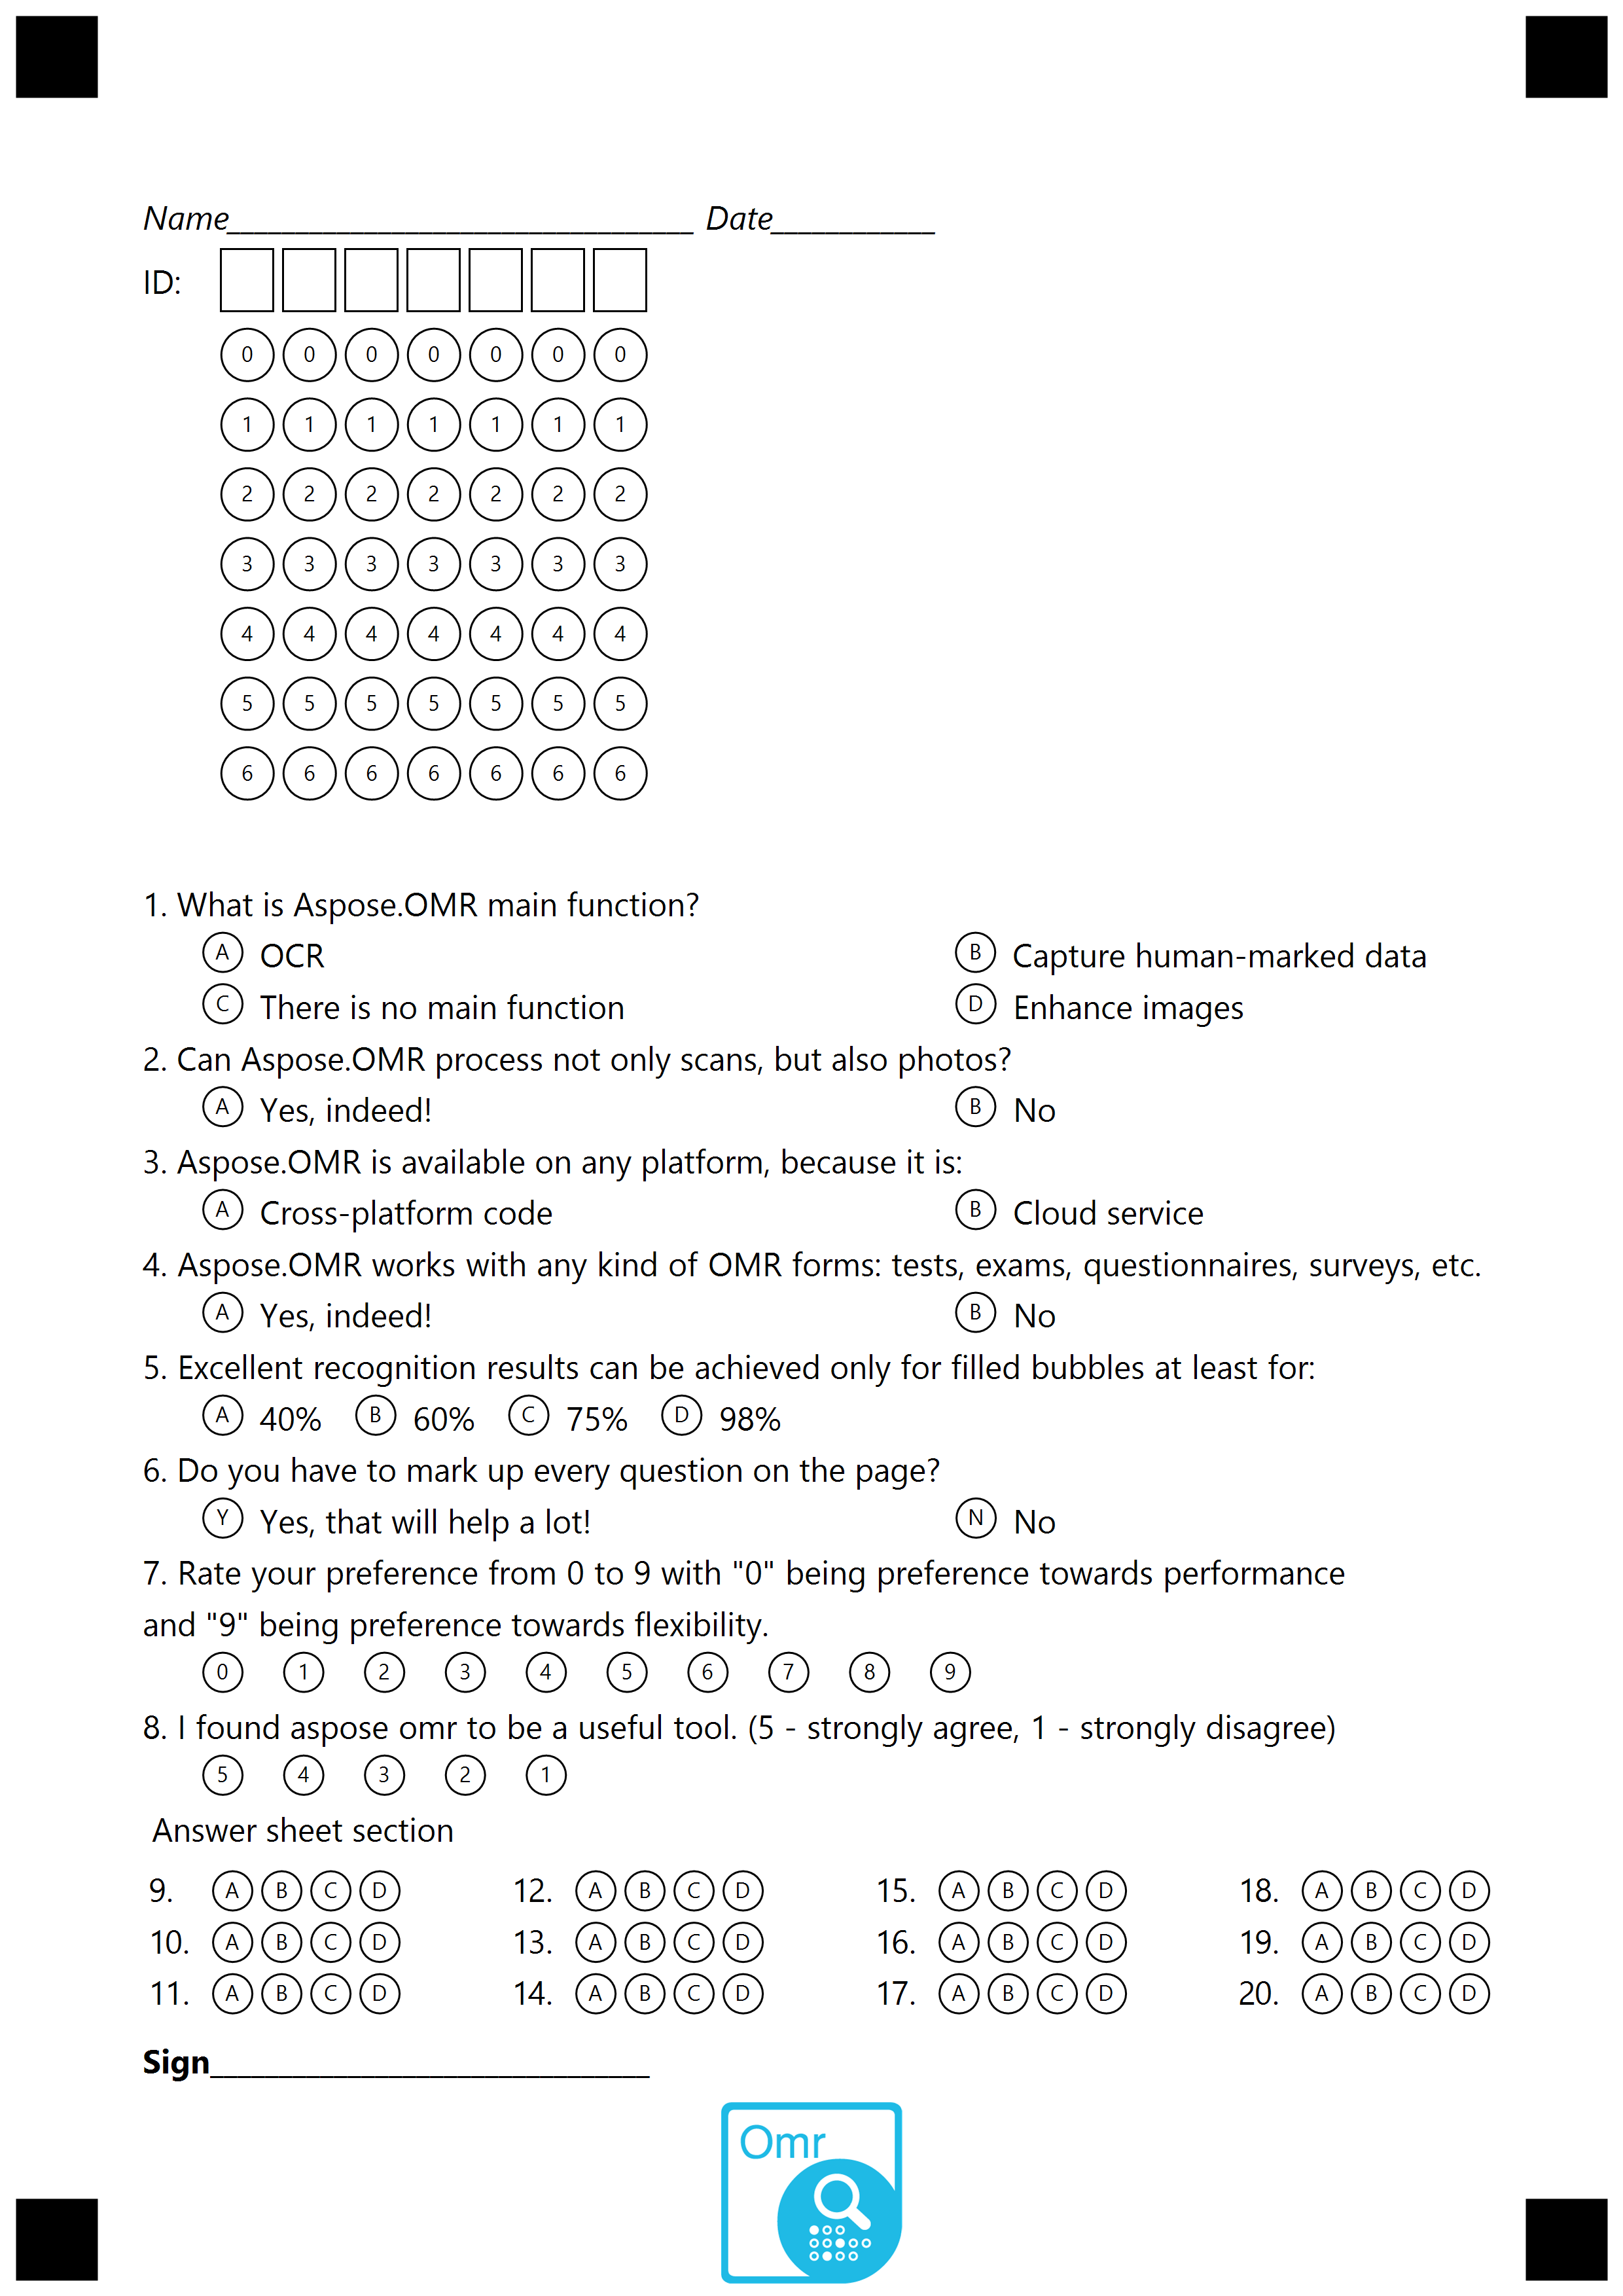 Name__________________________________ Date____________
ID:
0 0 0 0 0 0 0
1 1 1 1 1 1 1
2 2 2 2 2 2 2
3 3 3 3 3 3 3
4 4 4 4 4 4 4
5 5 5 5 5 5 5
6 6 6 6 6 6 6
1. What is Aspose.OMR main function?
A OCR B Capture human-marked data
C There is no main function D Enhance images
2. Can Aspose.OMR process not only scans, but also photos?
A Yes, indeed! B No
3. Aspose.OMR is available on any platform, because it is:
A Cross-platform code B Cloud service
4. Aspose.OMR works with any kind of OMR forms: tests, exams, questionnaires, surveys, etc.
A Yes, indeed! B No
5. Excellent recognition results can be achieved only for filled bubbles at least for:
A 40% B 60% C 75% D 98%
6. Do you have to mark up every question on the page?
Y Yes, that will help a lot! N No
7. Rate your preference from 0 to 9 with "0" being preference towards performance
and "9" being preference towards flexibility.
0 1 2 3 4 5 6 7 8 9
8. I found aspose omr to be a useful tool. (5 - strongly agree, 1 - strongly disagree)
5 4 3 2 1
Answer sheet section
9. A B C D 12. A B C D 15. A B C D 18. A B C D
10. A B C D 13. A B C D 16. A B C D 19. A B C D
11. A B C D 14. A B C D 17. A B C D 20. A B C D
Sign______________________________
Omr